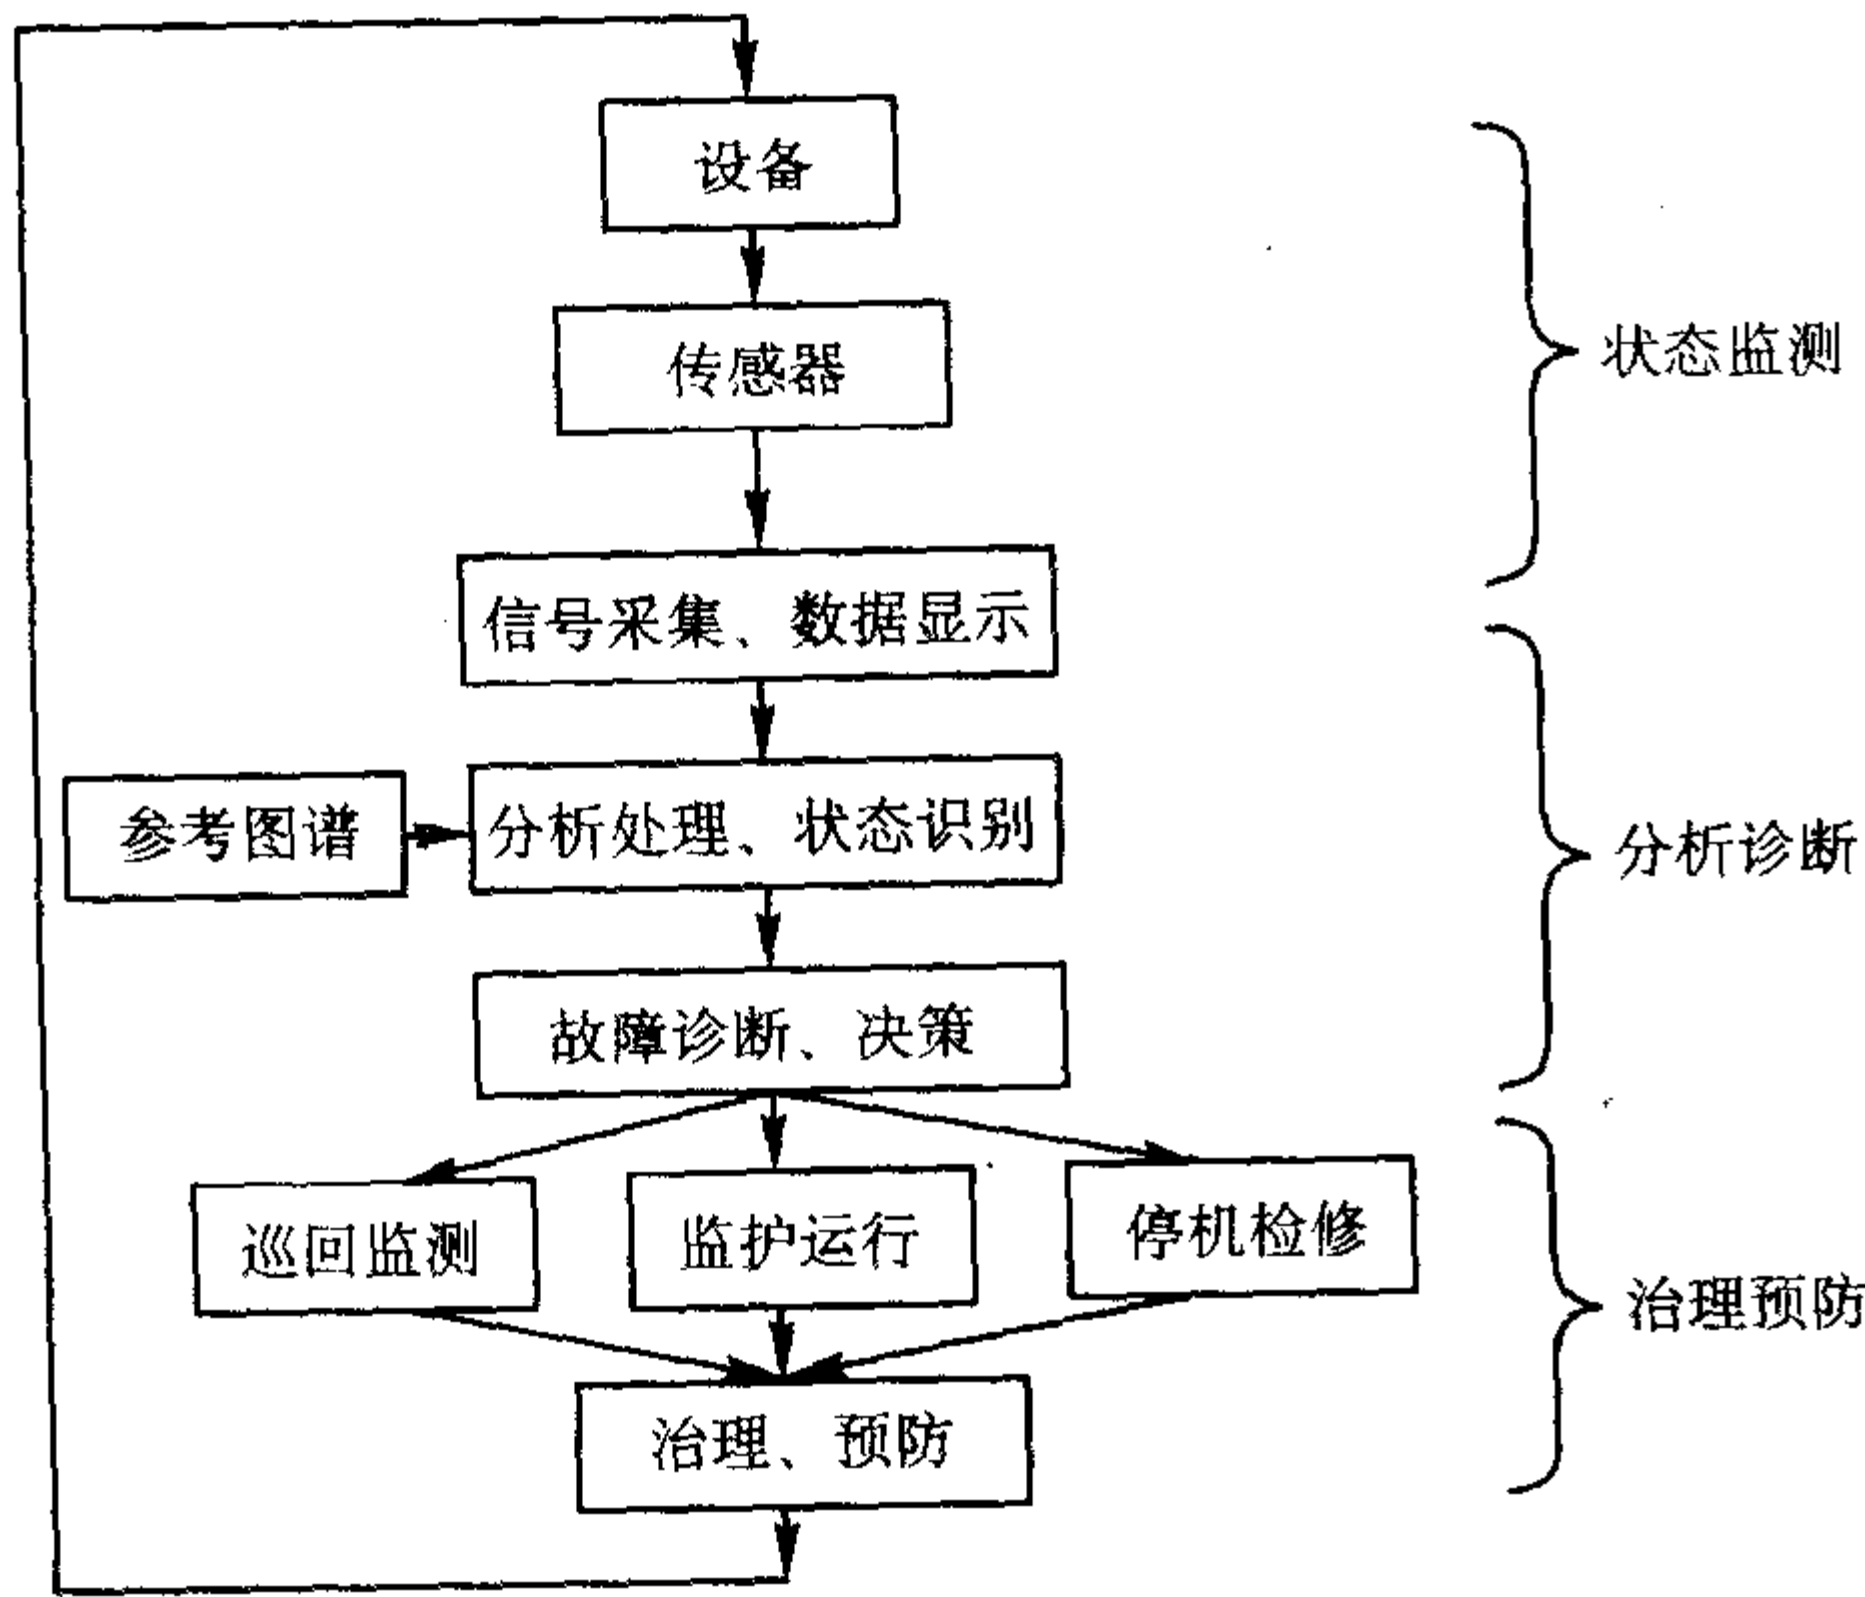 设备
传感器
状态监测
信号采集、数据显示
参考图谱
分析处理、状态识别
分析诊断
故障诊断、决策
巡回监测
监护运行
停机检修
治理预防
治理、预防